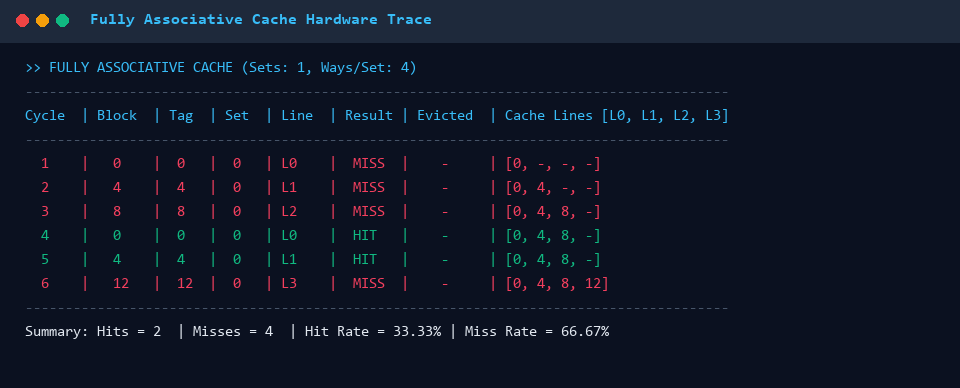 Fully Associative Cache Hardware Trace
>> FULLY ASSOCIATIVE CACHE (Sets: 1, Ways/Set: 4)
----------------------------------------------------------------------------------------
Cycle  | Block  | Tag  | Set  | Line  | Result | Evicted  | Cache Lines [L0, L1, L2, L3]
----------------------------------------------------------------------------------------
  1    |   0    |  0   |  0   | L0    |  MISS  |    -     | [0, -, -, -]
  2    |   4    |  4   |  0   | L1    |  MISS  |    -     | [0, 4, -, -]
  3    |   8    |  8   |  0   | L2    |  MISS  |    -     | [0, 4, 8, -]
  4    |   0    |  0   |  0   | L0    |  HIT   |    -     | [0, 4, 8, -]
  5    |   4    |  4   |  0   | L1    |  HIT   |    -     | [0, 4, 8, -]
  6    |   12   |  12  |  0   | L3    |  MISS  |    -     | [0, 4, 8, 12]
----------------------------------------------------------------------------------------
Summary: Hits = 2  | Misses = 4  | Hit Rate = 33.33% | Miss Rate = 66.67%